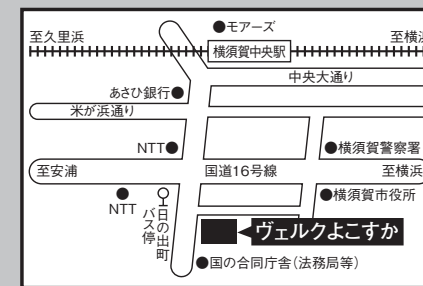 ●モアーズ
至久里浜
至横浜
横須賀中央駅
中央大通り
あさひ銀行●
米が浜通り
NTT●
●横須賀警察署
至安浦
国道16号線
至横浜
●横須賀市役所
NTT
日の出町
バス停
ヴェルクよこすか
●国の合同庁舎(法務局等)